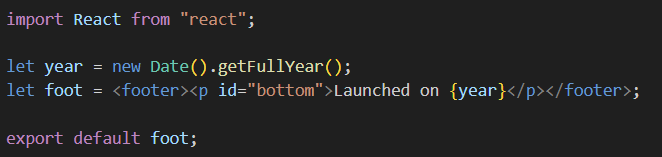 import React from "react";
let year = new Date().getFullYear();
let foot = <footer><p id="bottom">Launched on {year}</p></footer>;
export default foot;